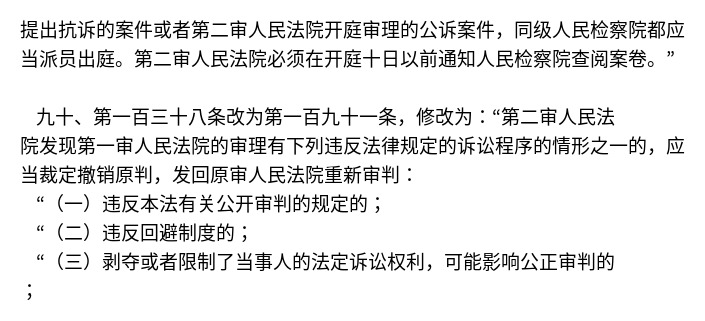 提出抗诉的案件或者第二审人民法院开庭审理的公诉案件，同级人民检察院都应
当派员出庭。第二审人民法院必须在开庭十日以前通知人民检察院查阅案卷。”
九十、第一百三十八条改为第一百九十一条，修改为：“第二审人民法
院发现第一审人民法院的审理有下列违反法律规定的诉讼程序的情形之一的，应
当裁定撤销原判，发回原审人民法院重新审判：
“（一）违反本法有关公开审判的规定的；
“（二）违反回避制度的；
“（三）剥夺或者限制了当事人的法定诉讼权利，可能影响公正审判的
；